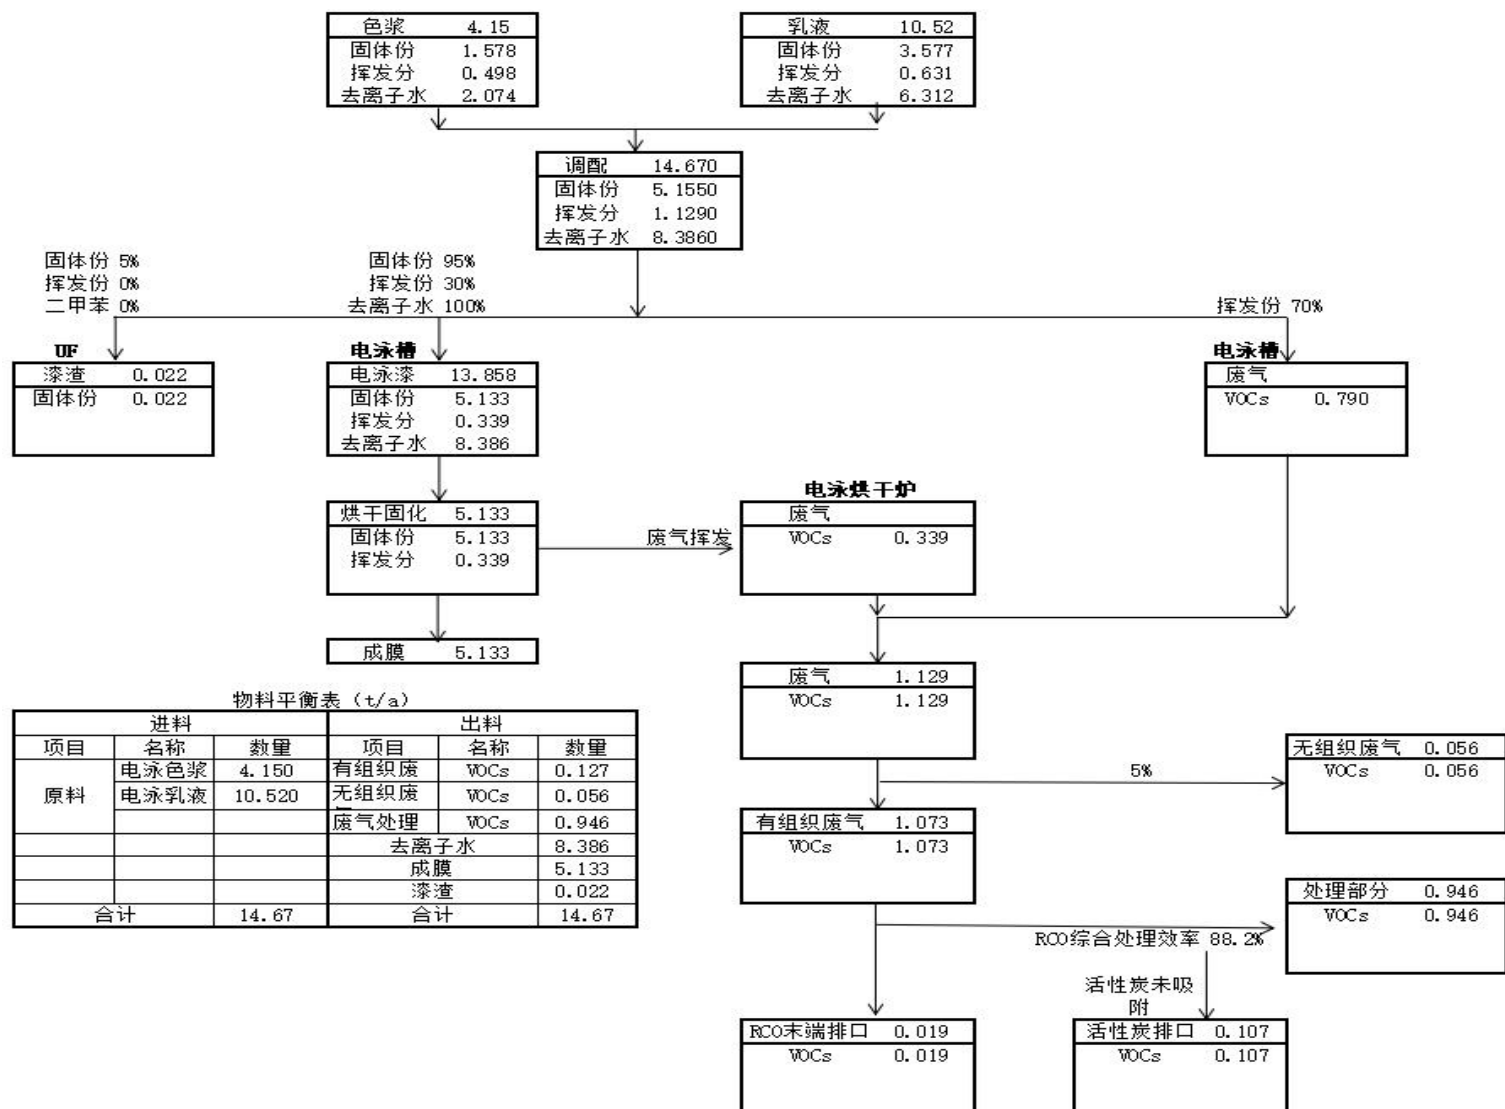 色浆 4.15
固体份 1.578
挥发分 0.498
去离子水 2.074
乳液 10.52
固体份 3.577
挥发分 0.631
去离子水 6.312
调配 14.670
固体份 5.1550
挥发分 1.1290
去离子水 8.3860
固体份 5%
挥发份 0%
二甲苯 0%
固体份 95%
挥发份 30%
去离子水 100%
挥发份 70%
UF
漆渣 0.022
固体份 0.022
电泳槽
电泳漆 13.858
固体份 5.133
挥发分 0.339
去离子水 8.386
电泳槽
废气
VOCs 0.790
烘干固化 5.133
固体份 5.133
挥发分 0.339
废气挥发
电泳烘干炉
废气
VOCs 0.339
成膜 5.133
废气 1.129
VOCs 1.129
5%
无组织废气 0.056
VOCs 0.056
有组织废气 1.073
VOCs 1.073
RCO综合处理效率 88.2%
处理部分 0.946
VOCs 0.946
活性炭未吸
附
RCO末端排口 0.019
VOCs 0.019
活性炭排口 0.107
VOCs 0.107
物料平衡表 (t/a)
进料 出料
项目 名称 数量 项目 名称 数量
原料 电泳色浆 4.150 有组织废 VOCs 0.127
电泳乳液 10.520 无组织废 VOCs 0.056
废气处理 VOCs 0.946
去离子水 8.386
成膜 5.133
漆渣 0.022
合计 14.67 合计 14.67